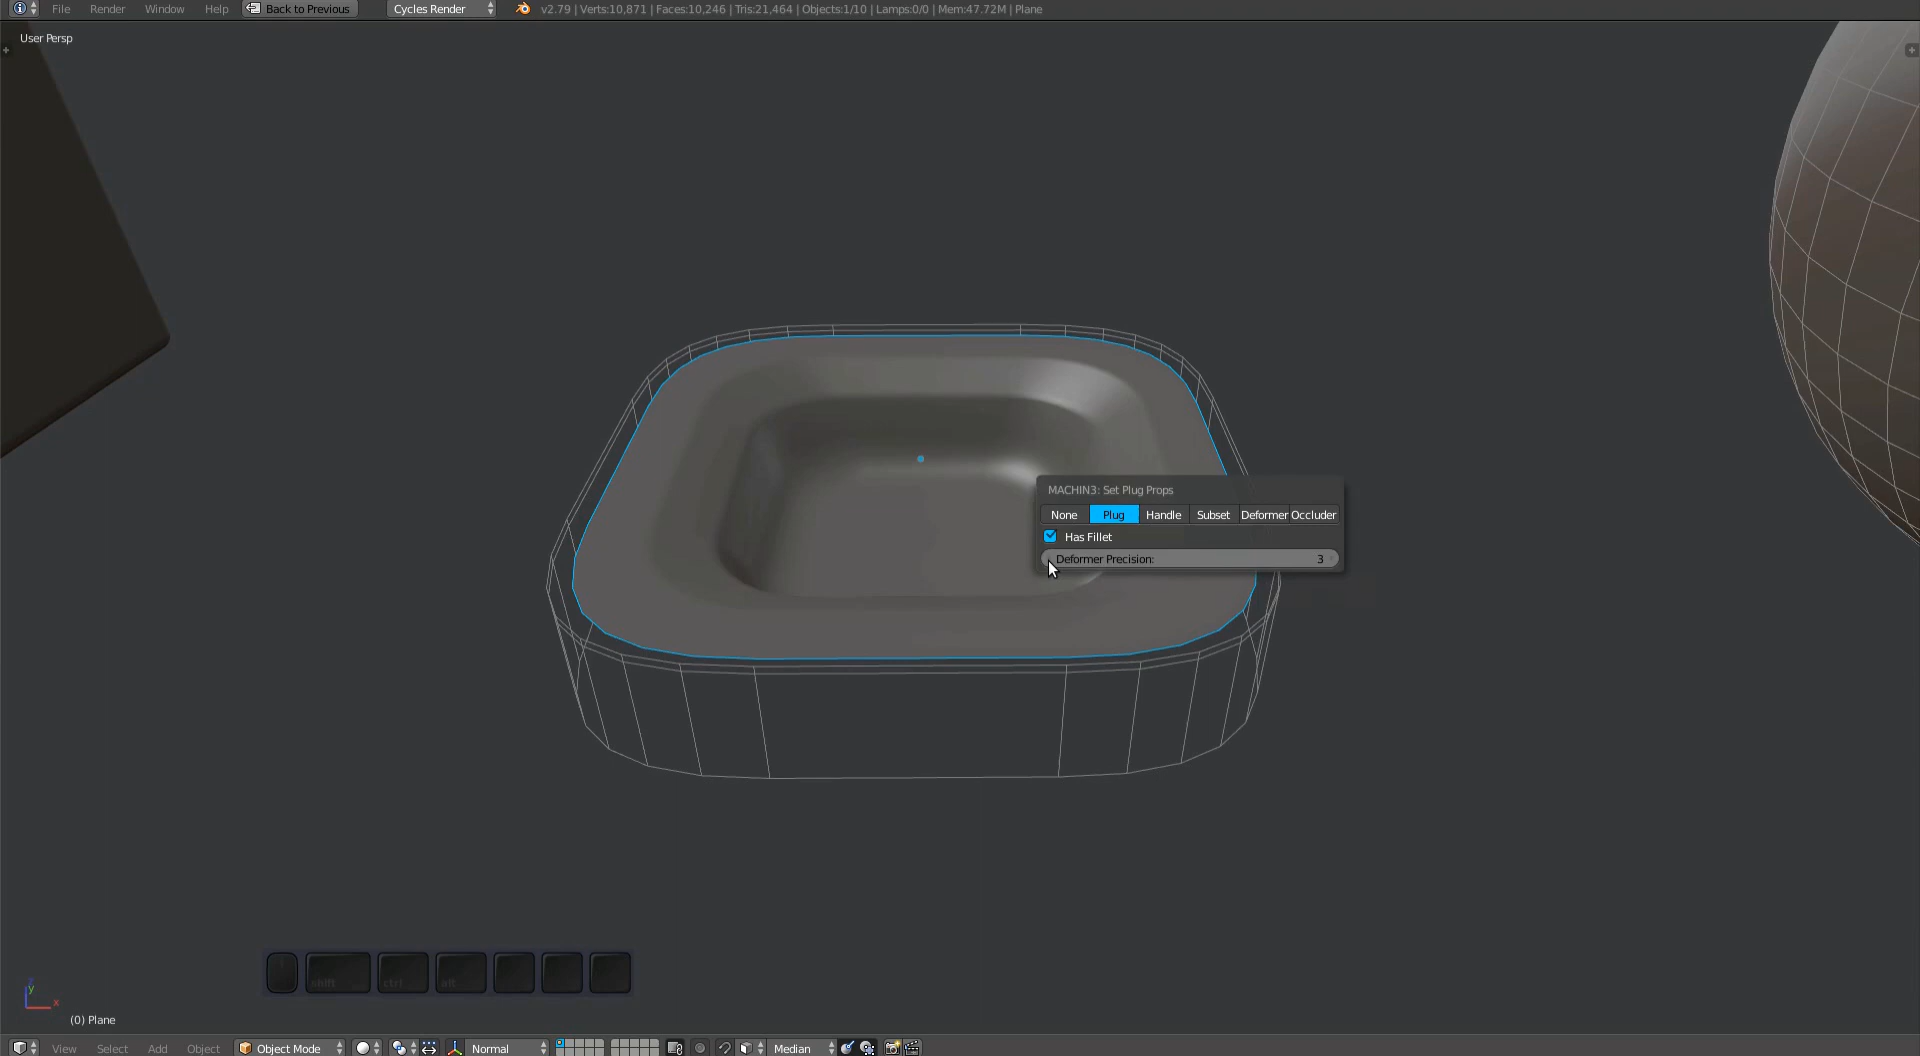 File Render Window Help Back to Previous Cycles Render v2.79 | Verts:10,871 | Faces:10,246 | Tris:21,464 | Objects:1/10 | Lamps:0/0 | Mem:47.72M | Plane
User Persp
MACHIN3: Set Plug Props
None Plug Handle Subset Deformer Occluder
Has Fillet
Deformer Precision: 3
shift ctrl alt
z
y
x
(0) Plane
View Select Add Object Object Mode Normal Median